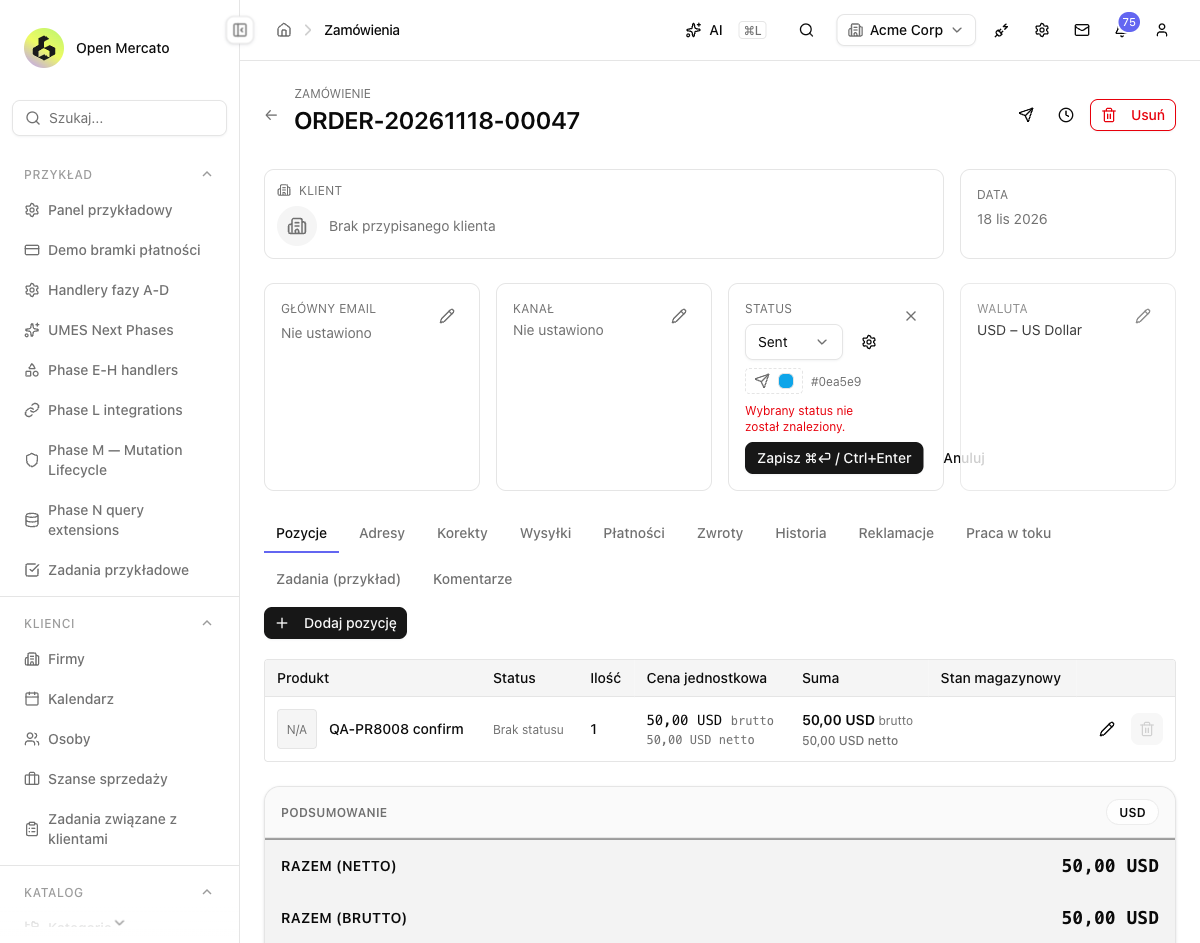 Open Mercato
Zamówienia
AI
⌘L
Acme Corp
75
Szukaj...
PRZYKŁAD
Panel przykładowy
Demo bramki płatności
Handlery fazy A-D
UMES Next Phases
Phase E-H handlers
Phase L integrations
Phase M — Mutation
Lifecycle
Phase N query
extensions
Zadania przykładowe
KLIENCI
Firmy
Kalendarz
Osoby
Szanse sprzedaży
Zadania związane z
klientami
KATALOG
Kategorie
ZAMÓWIENIE
ORDER-20261118-00047
Usuń
KLIENT
Brak przypisanego klienta
DATA
18 lis 2026
GŁÓWNY EMAIL
Nie ustawiono
KANAŁ
Nie ustawiono
STATUS
Sent
#0ea5e9
Wybrany status nie
został znaleziony.
Zapisz ⌘⏎ / Ctrl+Enter
Anuluj
WALUTA
USD – US Dollar
Pozycje Adresy Korekty Wysyłki Płatności Zwroty Historia Reklamacje Praca w toku
Zadania (przykład) Komentarze
Dodaj pozycję
Produkt Status Ilość Cena jednostkowa Suma Stan magazynowy
N/A QA-PR8008 confirm Brak statusu 1 50,00 USD brutto 50,00 USD brutto
50,00 USD netto 50,00 USD netto
PODSUMOWANIE USD
RAZEM (NETTO) 50,00 USD
RAZEM (BRUTTO) 50,00 USD